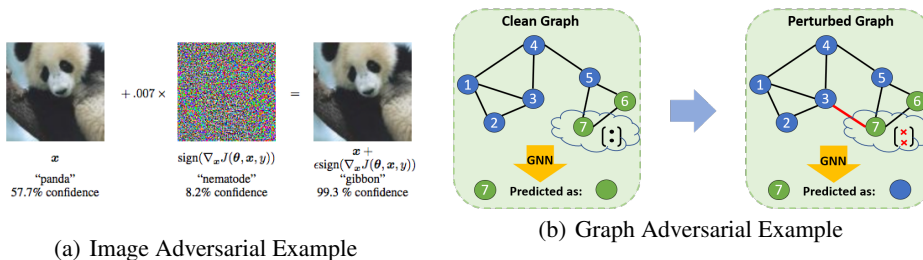 + .007 ×
=
x
sign(∇ₓJ(θ, x, y))
x +
ϵsign(∇ₓJ(θ, x, y))
"panda"
"nematode"
"gibbon"
57.7% confidence
8.2% confidence
99.3 % confidence
(a) Image Adversarial Example
Clean Graph
4
1
5
3
6
2
7
GNN
7 Predicted as:
Perturbed Graph
4
1
5
3
6
2
7
×
×
GNN
7 Predicted as:
(b) Graph Adversarial Example